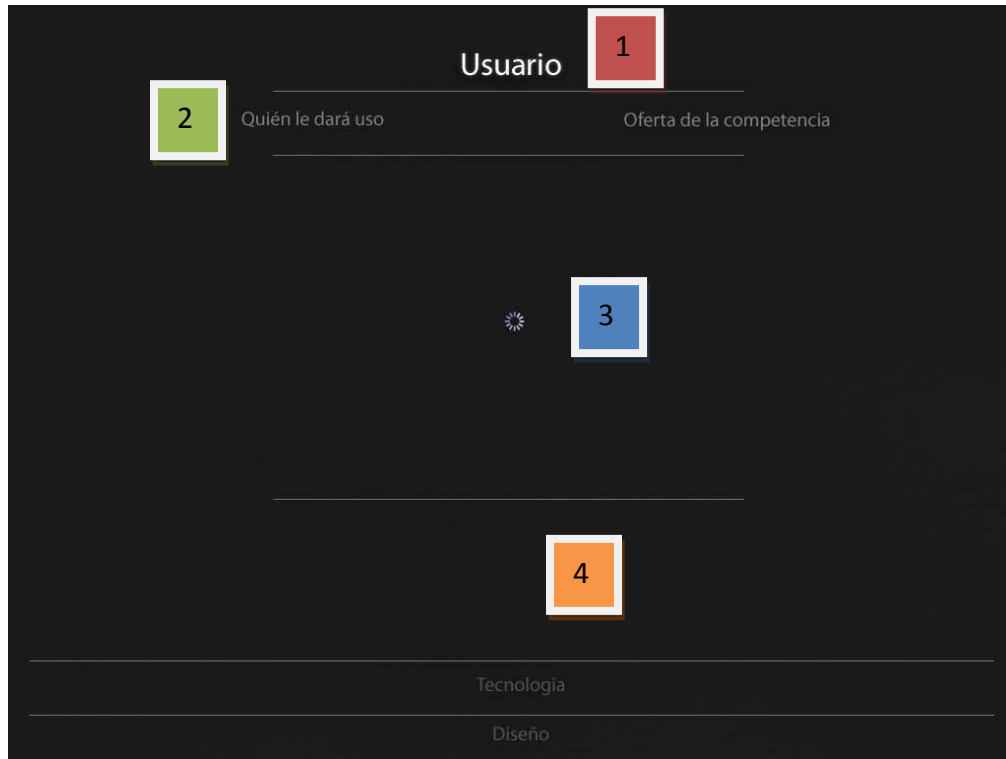 1
Usuario
2
Quién le dará uso
Oferta de la competencia
3
4
Tecnologia
Diseño